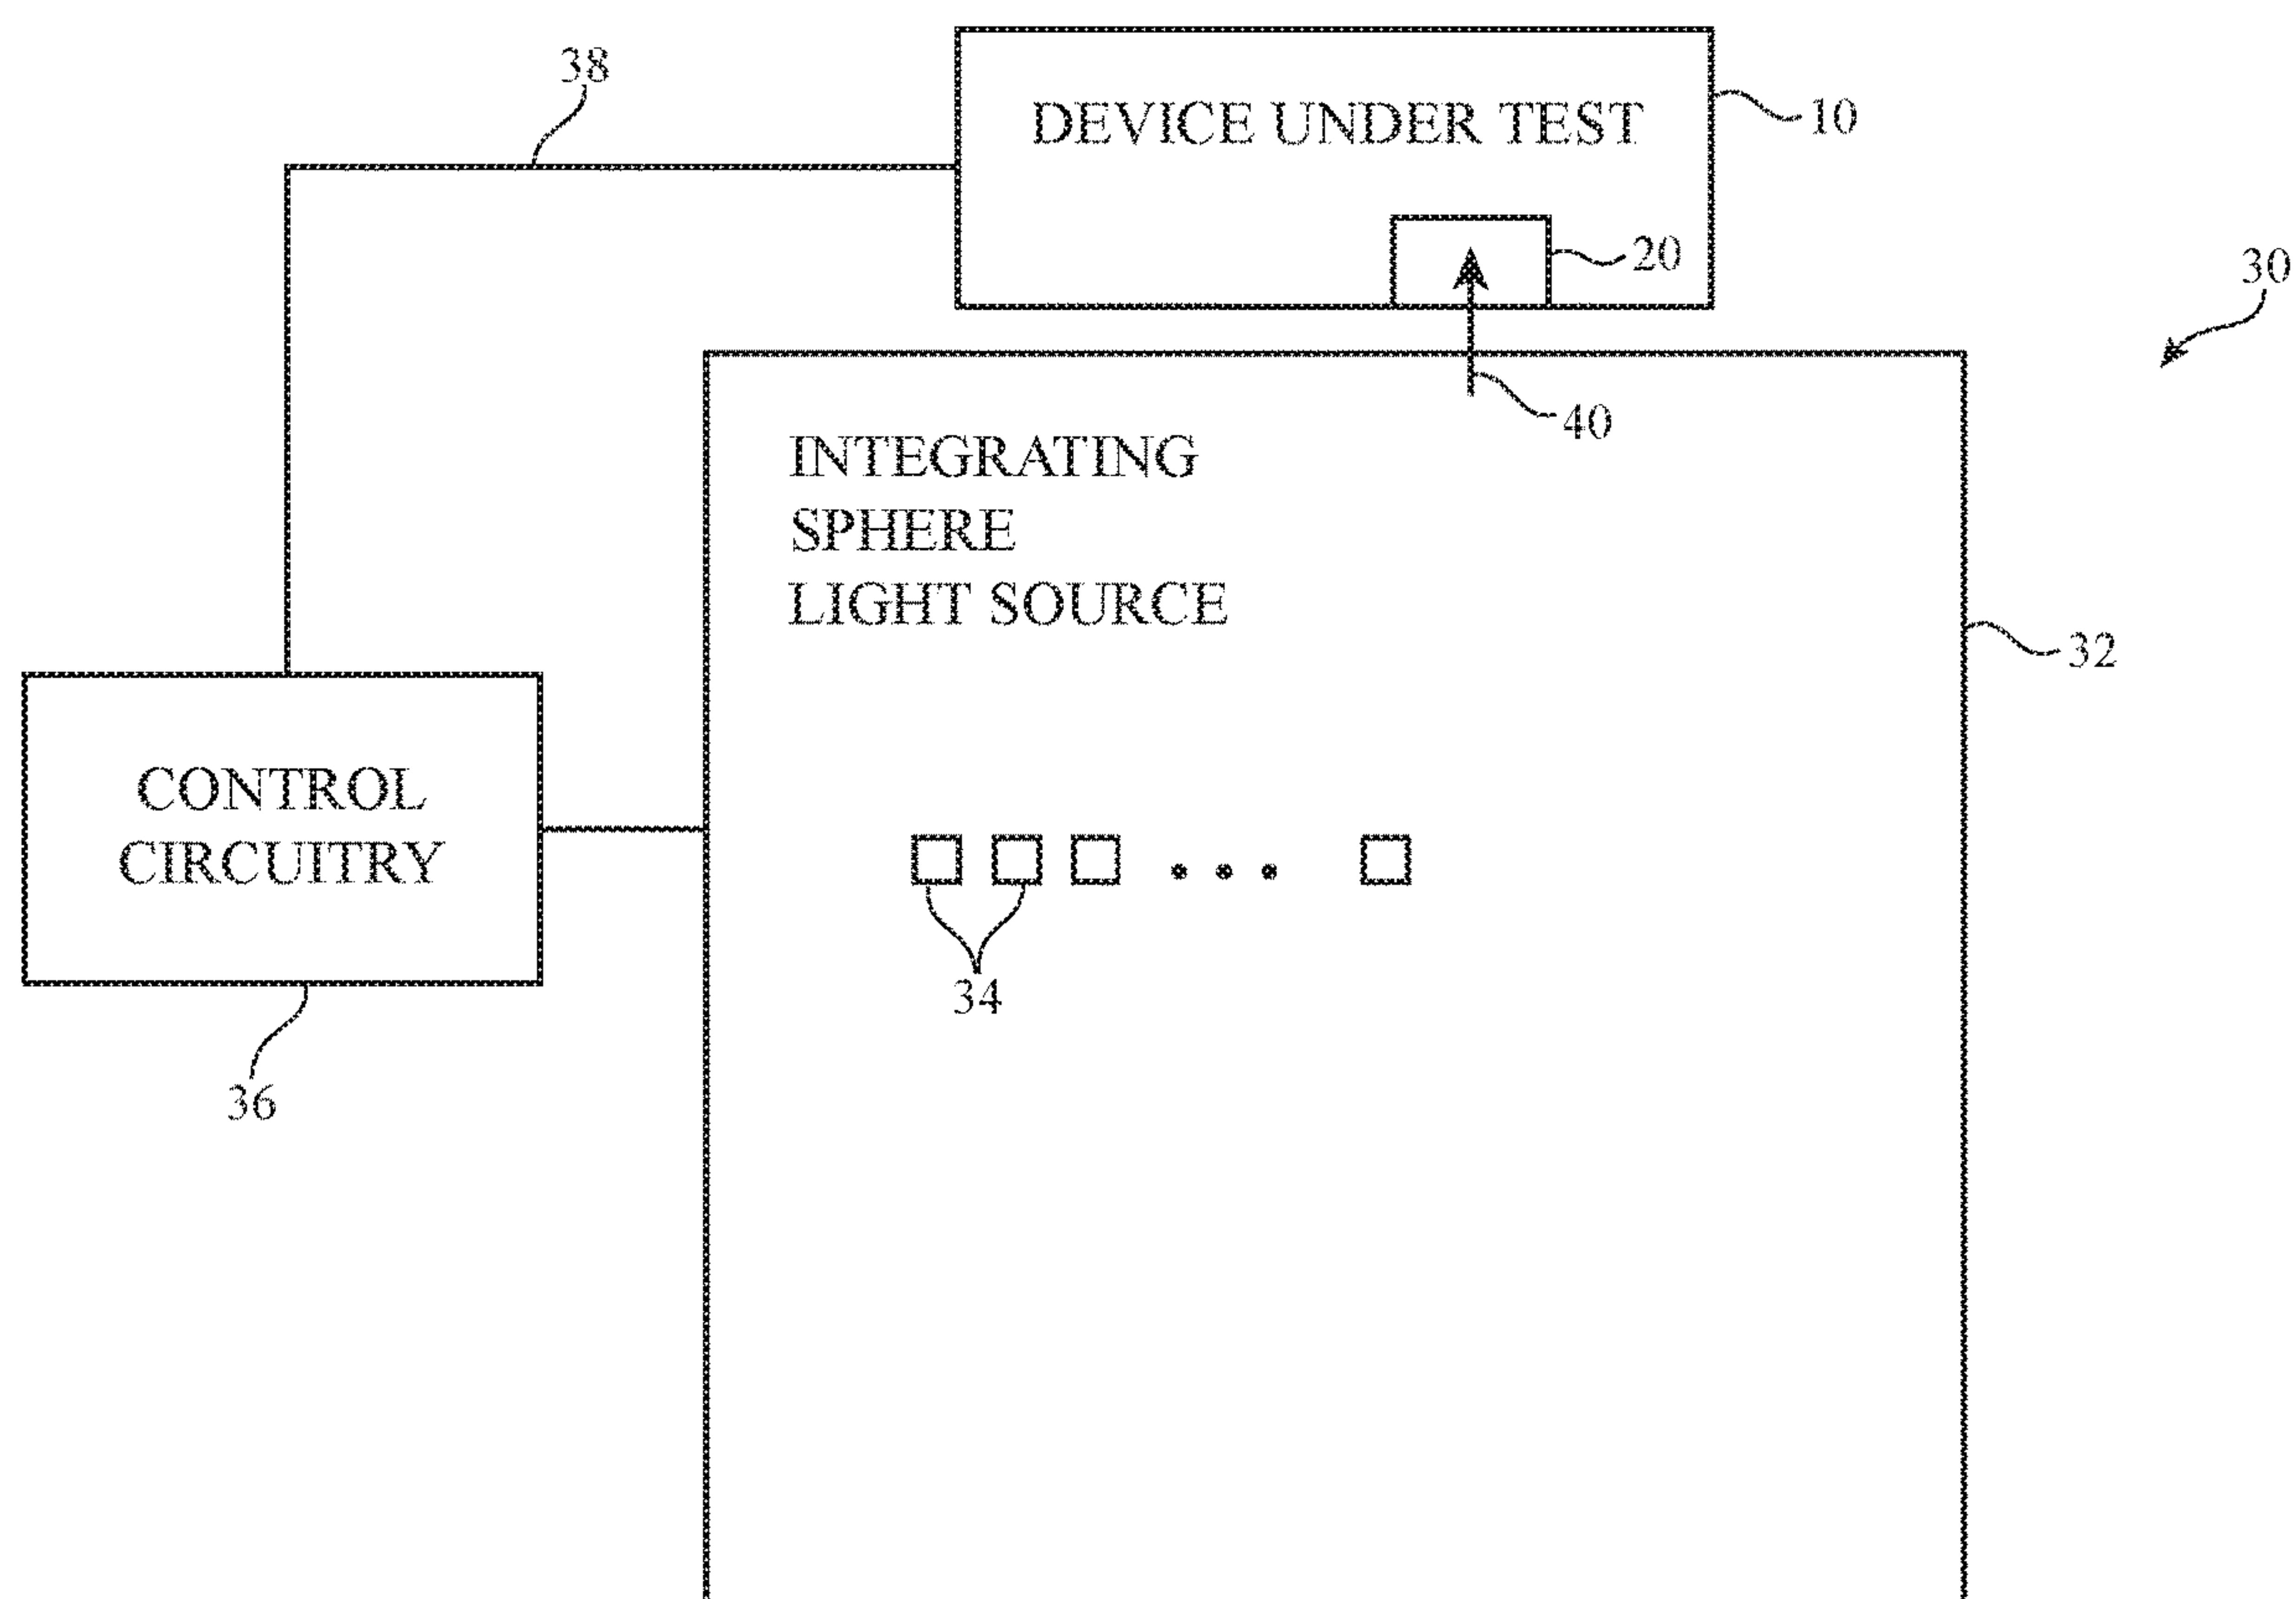 38
DEVICE UNDER TEST
10
20
30
40
INTEGRATING
SPHERE
LIGHT SOURCE
32
CONTROL
CIRCUITRY
34
36